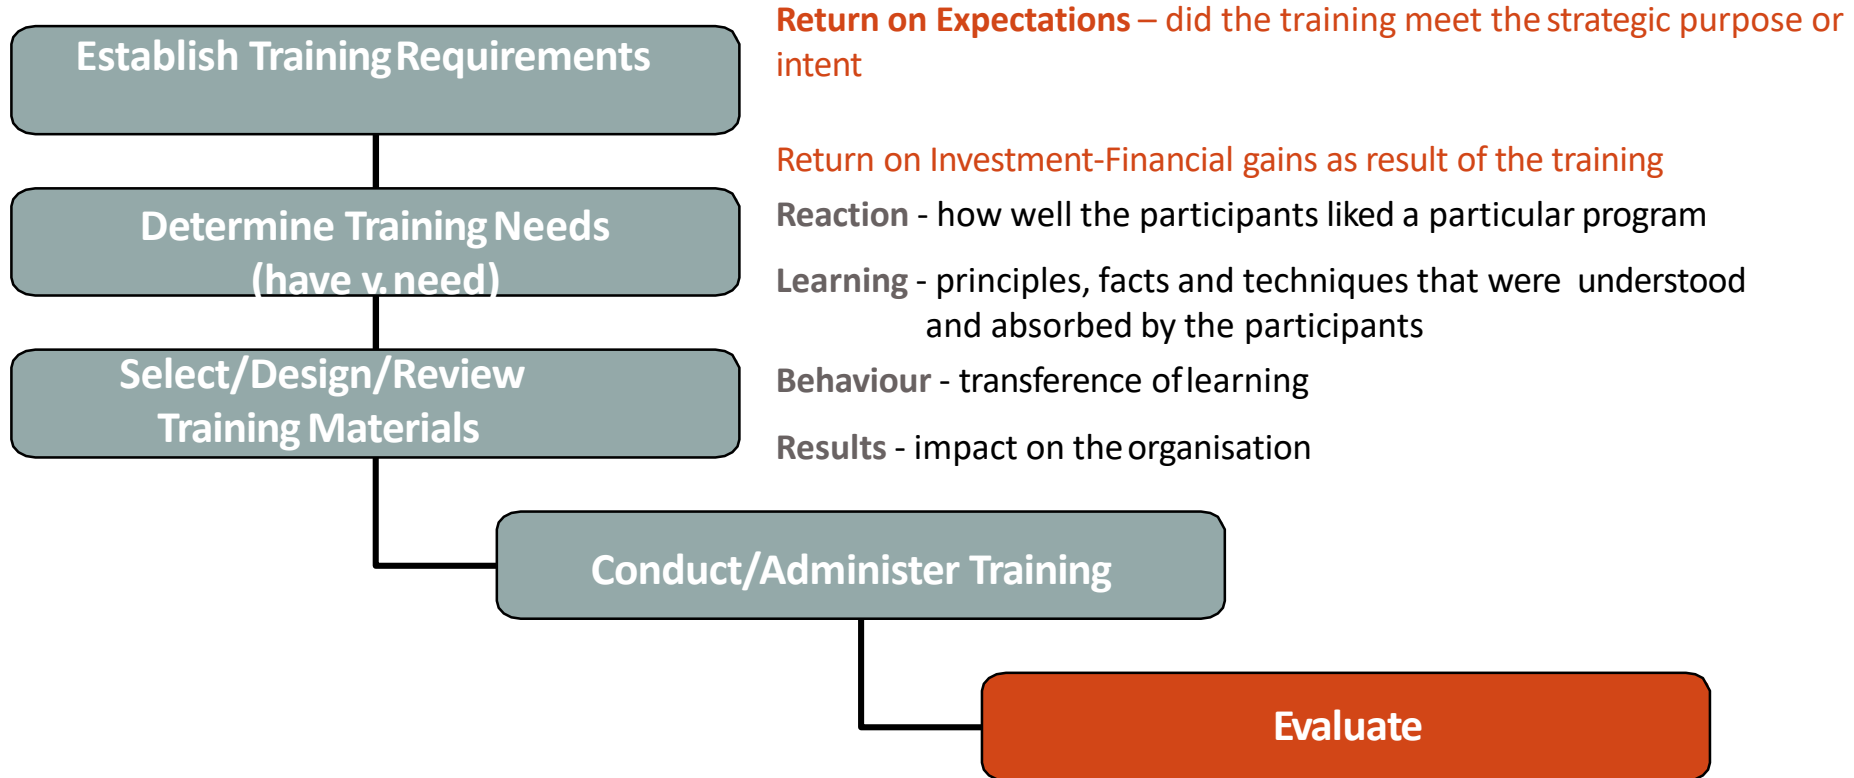 Establish Training Requirements
Determine Training Needs
(have v. need)
Select/Design/Review
Training Materials
Return on Expectations – did the training meet the strategic purpose or
intent
Return on Investment-Financial gains as result of the training
Reaction - how well the participants liked a particular program
Learning - principles, facts and techniques that were understood
and absorbed by the participants
Behaviour - transference of learning
Results - impact on the organisation
Conduct/Administer Training
Evaluate